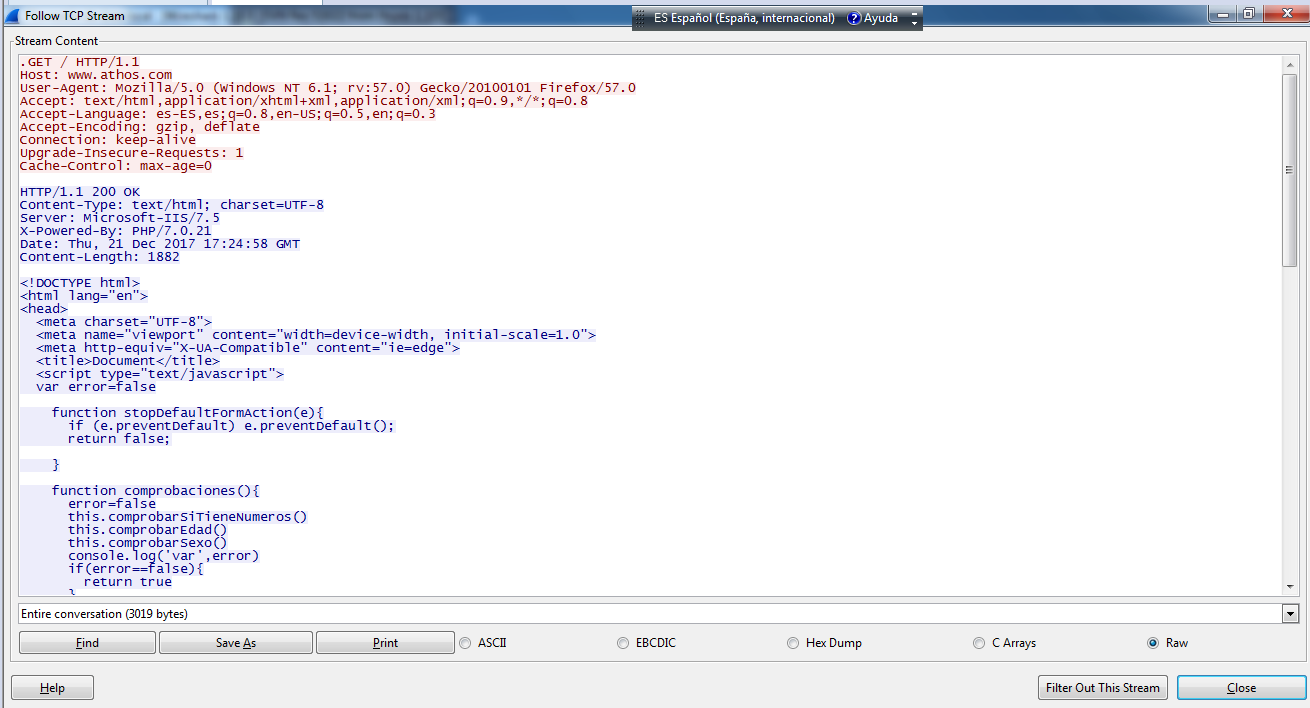 Follow TCP Stream
ES Español (España, internacional) ? Ayuda
Stream Content
.GET / HTTP/1.1
Host: www.athos.com
User-Agent: Mozilla/5.0 (Windows NT 6.1; rv:57.0) Gecko/20100101 Firefox/57.0
Accept: text/html,application/xhtml+xml,application/xml;q=0.9,*/*;q=0.8
Accept-Language: es-ES,es;q=0.8,en-US;q=0.5,en;q=0.3
Accept-Encoding: gzip, deflate
Connection: keep-alive
Upgrade-Insecure-Requests: 1
Cache-Control: max-age=0
HTTP/1.1 200 OK
Content-Type: text/html; charset=UTF-8
Server: Microsoft-IIS/7.5
X-Powered-By: PHP/7.0.21
Date: Thu, 21 Dec 2017 17:24:58 GMT
Content-Length: 1882
<!DOCTYPE html>
<html lang="en">
<head>
<meta charset="UTF-8">
<meta name="viewport" content="width=device-width, initial-scale=1.0">
<meta http-equiv="X-UA-Compatible" content="ie=edge">
<title>Document</title>
<script type="text/javascript">
var error=false
function stopDefaultFormAction(e){
if (e.preventDefault) e.preventDefault();
return false;
}
function comprobaciones(){
error=false
this.comprobarSiTieneNumeros()
this.comprobarEdad()
this.comprobarSexo()
console.log('var',error)
if(error==false){
return true
}
Entire conversation (3019 bytes)
Find Save As Print ASCII EBCDIC Hex Dump C Arrays Raw
Help Filter Out This Stream Close